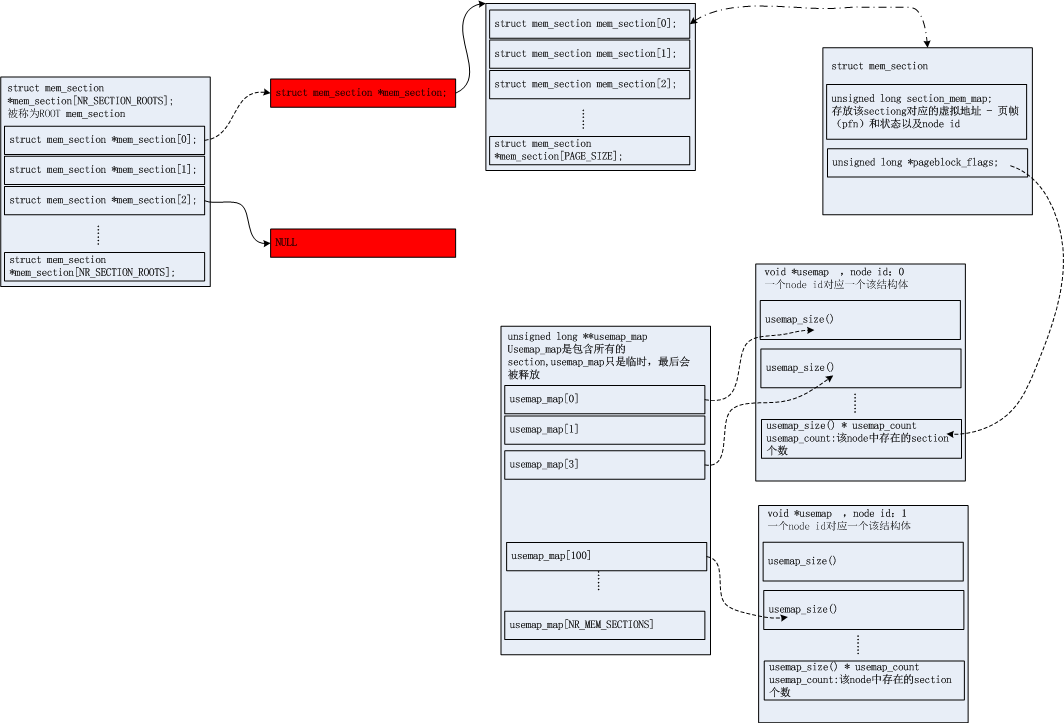 struct mem_section
*mem_section[NR_SECTION_ROOTS];
被称为ROOT mem_section
struct mem_section *mem_section[0];
struct mem_section *mem_section[1];
struct mem_section *mem_section[2];
struct mem_section
*mem_section[NR_SECTION_ROOTS];
struct mem_section *mem_section;
NULL
struct mem_section mem_section[0];
struct mem_section mem_section[1];
struct mem_section mem_section[2];
struct mem_section
*mem_section[PAGE_SIZE];
struct mem_section
unsigned long section_mem_map;
存放该sectiong对应的虚拟地址 - 页帧
（pfn）和状态以及node id
unsigned long *pageblock_flags;
unsigned long **usemap_map
Usemap_map是包含所有的
section,usemap_map只是临时，最后会
被释放
usemap_map[0]
usemap_map[1]
usemap_map[3]
usemap_map[100]
usemap_map[NR_MEM_SECTIONS]
void *usemap ，node id：0
一个node id对应一个该结构体
usemap_size()
usemap_size()
usemap_size() * usemap_count
usemap_count:该node中存在的section
个数
void *usemap ，node id：1
一个node id对应一个该结构体
usemap_size()
usemap_size()
usemap_size() * usemap_count
usemap_count:该node中存在的section
个数